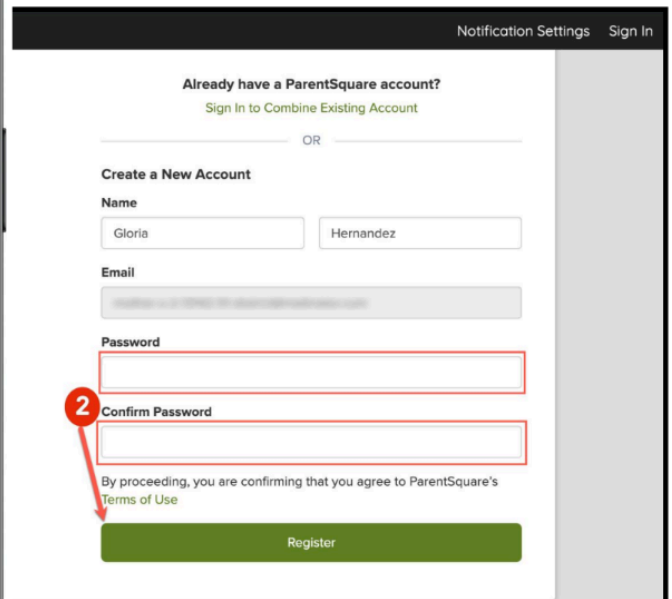 Notification Settings Sign In
Already have a ParentSquare account?
Sign In to Combine Existing Account
OR
Create a New Account
Name
Gloria Hernandez
Email
Password
2
Confirm Password
By proceeding, you are confirming that you agree to ParentSquare's
Terms of Use
Register